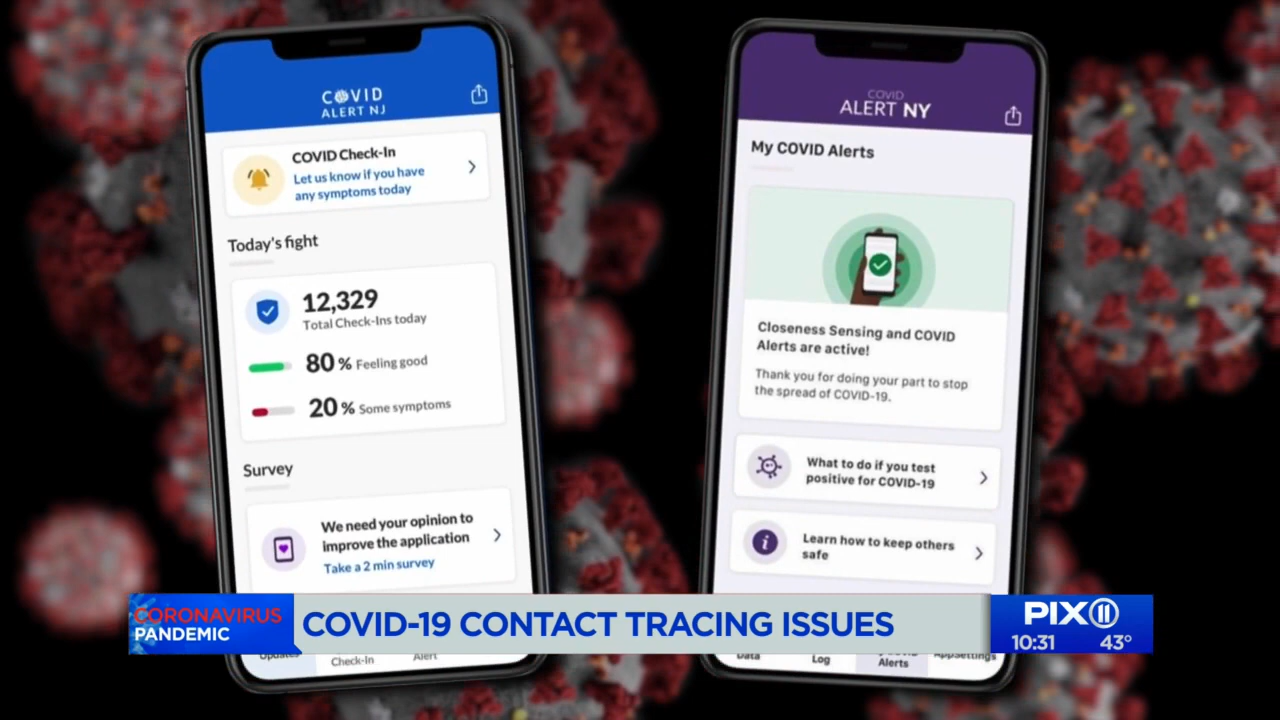 COVID
ALERT NJ
COVID Check-In
Let us know if you have
any symptoms today
Today's fight
12,329
Total Check-Ins today
80 % Feeling good
20 % Some symptoms
Survey
We need your opinion to
improve the application
Take a 2 min survey
Updates
Check-In
Alert
COVID
ALERT NY
My COVID Alerts
Closeness Sensing and COVID
Alerts are active!
Thank you for doing your part to stop
the spread of COVID-19.
What to do if you test
positive for COVID-19
Learn how to keep others
safe
Data
Log
Alerts
AppSettings
CORONAVIRUS
PANDEMIC
COVID-19 CONTACT TRACING ISSUES
PIX11
10:31 43°